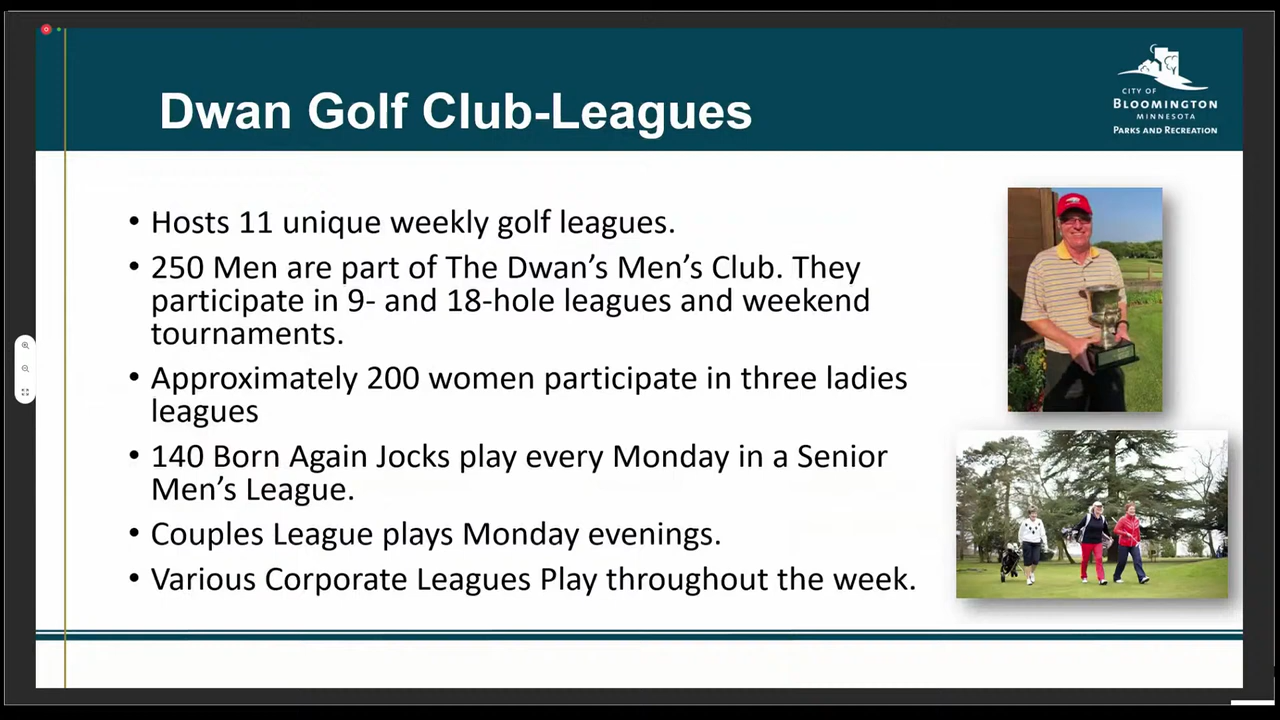 Dwan Golf Club-Leagues
CITY OF
BLOOMINGTON
MINNESOTA
PARKS AND RECREATION
• Hosts 11 unique weekly golf leagues.
• 250 Men are part of The Dwan’s Men’s Club. They
participate in 9- and 18-hole leagues and weekend
tournaments.
• Approximately 200 women participate in three ladies
leagues
• 140 Born Again Jocks play every Monday in a Senior
Men’s League.
• Couples League plays Monday evenings.
• Various Corporate Leagues Play throughout the week.